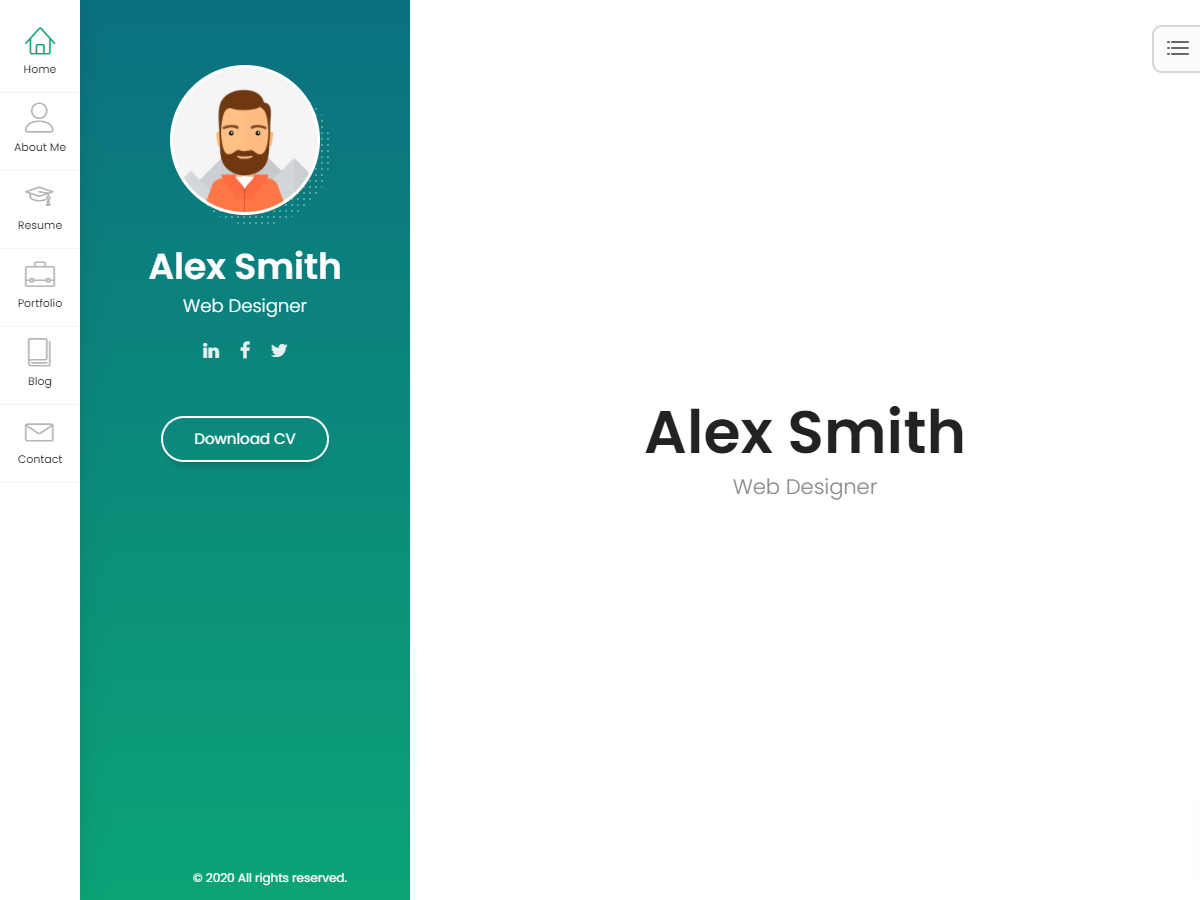 Home
About Me
Resume
Portfolio
Blog
Contact
Alex Smith
Web Designer
Download CV
© 2020 All rights reserved.
Alex Smith
Web Designer